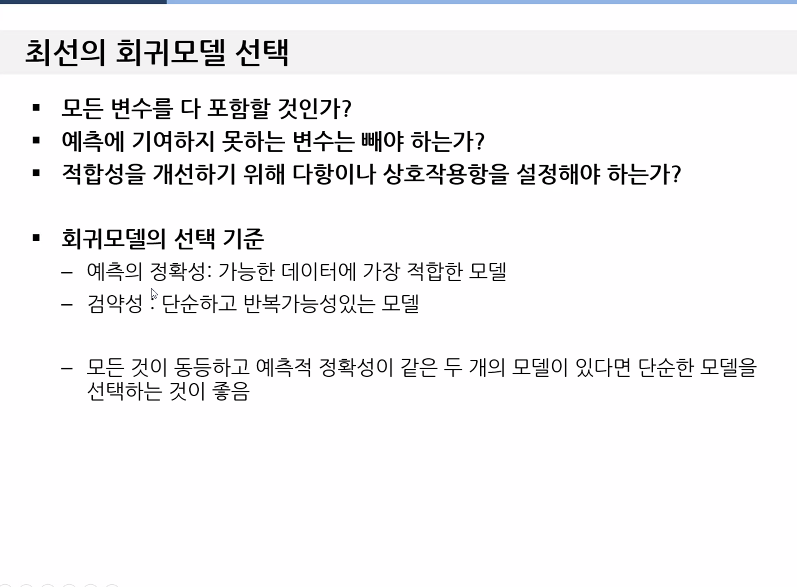 최선의 회귀모델 선택
▪ 모든 변수를 다 포함할 것인가?
▪ 예측에 기여하지 못하는 변수는 빼야 하는가?
▪ 적합성을 개선하기 위해 다항이나 상호작용항을 설정해야 하는가?
▪ 회귀모델의 선택 기준
– 예측의 정확성: 가능한 데이터에 가장 적합한 모델
– 검약성 : 단순하고 반복가능성있는 모델
– 모든 것이 동등하고 예측적 정확성이 같은 두 개의 모델이 있다면 단순한 모델을
선택하는 것이 좋음